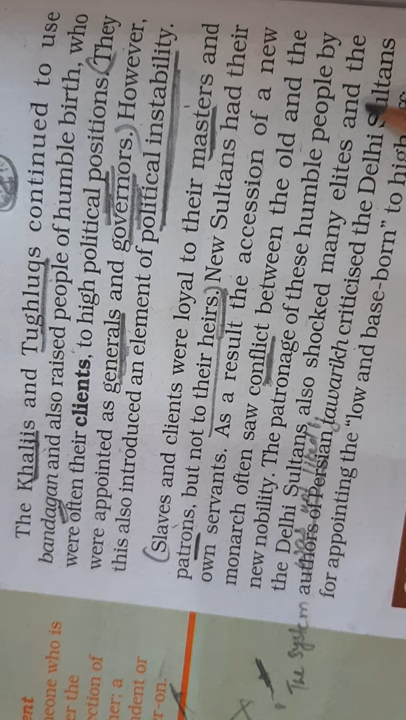 The Khaljis and Tughluqs continued to use
bandagan and also raised people of humble birth, who
were often their clients, to high political positions. They
were appointed as generals and governors. However,
this also introduced an element of political instability.
Slaves and clients were loyal to their masters and
patrons, but not to their heirs. New Sultans had their
own servants. As a result the accession of a new
monarch often saw conflict between the old and the
new nobility. The patronage of these humble people by
the Delhi Sultans also shocked many elites and the
authors of Persian tawarikh criticised the Delhi Sultans
for appointing the "low and base-born" to high
ent
neone who is
er the
ection of
ner; a
ndent or
r-on.
The System